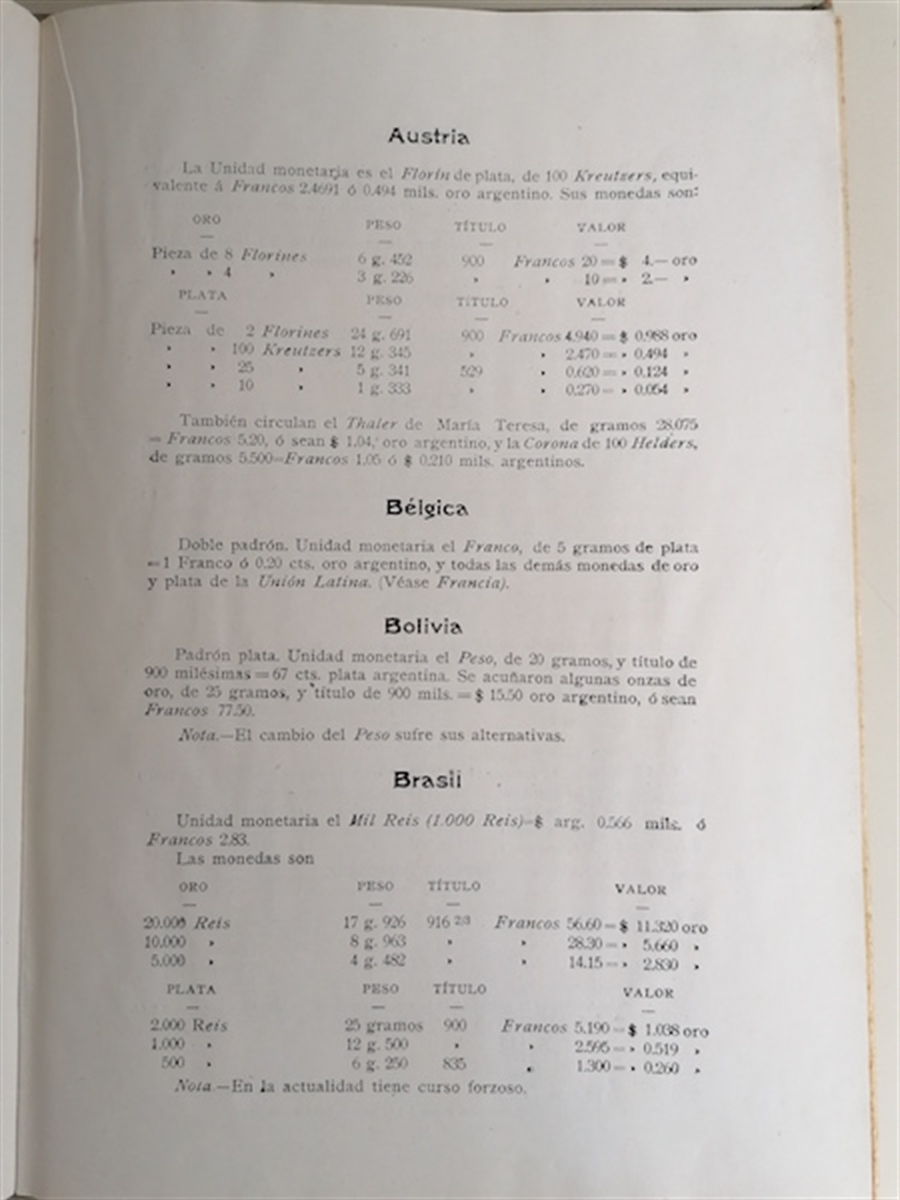 Austria
La Unidad monetaria es el Florín de plata, de 100 Kreutzers, equi-
valente á Francos 2.4691 ó 0.494 mils. oro argentino. Sus monedas son:
ORO PESO TÍTULO VALOR
Pieza de 8 Florines 6 g. 452 900 Francos 20 = $ 4.— oro
» » 4 » 3 g. 226 » » 10 = » 2.— »
PLATA PESO TÍTULO VALOR
Pieza de 2 Florines 24 g. 691 900 Francos 4.940 = $ 0.988 oro
» » 100 Kreutzers 12 g. 345 » » 2.470 = » 0.494 »
» » 25 » 5 g. 341 529 » 0.620 = » 0.124 »
» » 10 » 1 g. 333 » » 0.270 = » 0.054 »
También circulan el Thaler de María Teresa, de gramos 28.075
= Francos 5.20, ó sean $ 1.04, oro argentino, y la Corona de 100 Helders,
de gramos 5.500=Francos 1.05 ó $ 0.210 mils. argentinos.
Bélgica
Doble padrón. Unidad monetaria el Franco, de 5 gramos de plata
=1 Franco ó 0.20 cts. oro argentino, y todas las demás monedas de oro
y plata de la Unión Latina. (Véase Francia).
Bolivia
Padrón plata. Unidad monetaria el Peso, de 20 gramos, y título de
900 milésimas = 67 cts. plata argentina. Se acuñaron algunas onzas de
oro, de 25 gramos, y título de 900 mils. = $ 15.50 oro argentino, ó sean
Francos 77.50.
Nota.—El cambio del Peso sufre sus alternativas.
Brasil
Unidad monetaria el Mil Reis (1.000 Reis)=$ arg. 0.566 mils. ó
Francos 2.83.
Las monedas son
ORO PESO TÍTULO VALOR
20.000 Reis 17 g. 926 916 2/3 Francos 56.60 = $ 11.320 oro
10.000 » 8 g. 963 » » 28.30 = » 5.660 »
5.000 » 4 g. 482 » » 14.15 = » 2.830 »
PLATA PESO TÍTULO VALOR
2.000 Reis 25 gramos 900 Francos 5.190 = $ 1.038 oro
1.000 » 12 g. 500 » » 2.595 = » 0.519 »
500 » 6 g. 250 835 » 1.300 = » 0.260 »
Nota.—En la actualidad tiene curso forzoso.